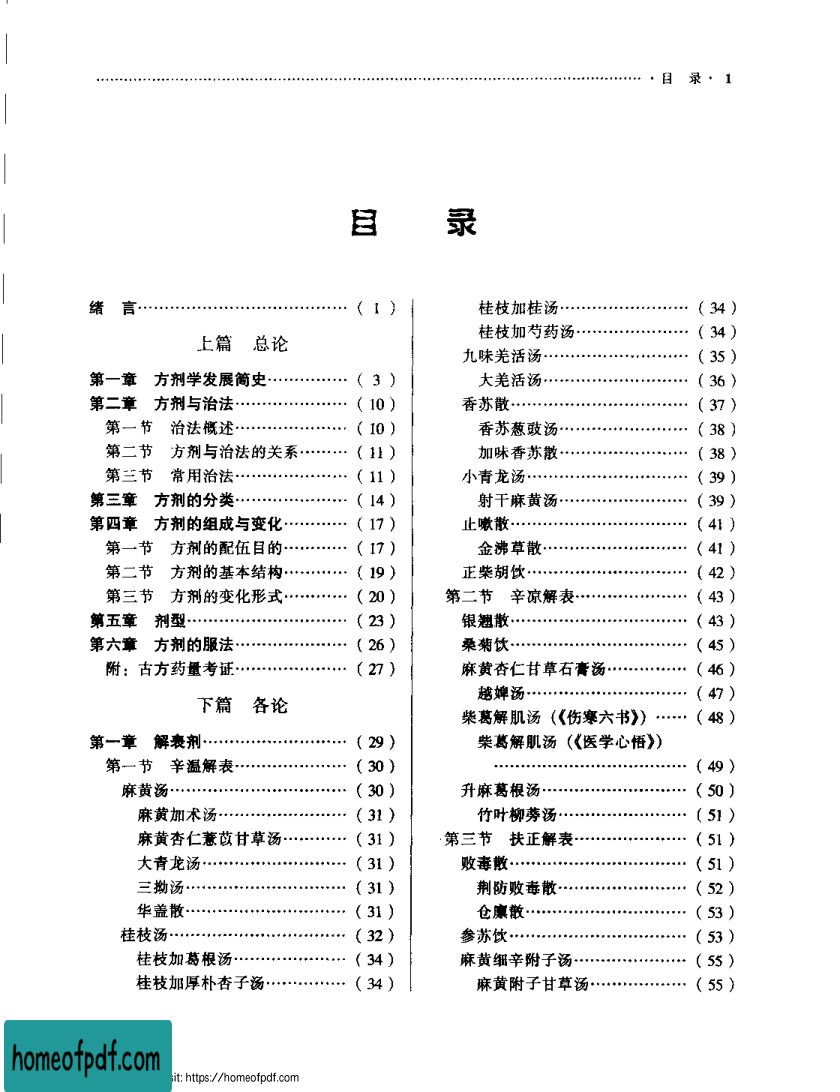 ·目 录· 1
目 录
绪 言………………………………( 1 )
上篇 总论
第一章 方剂学发展简史……………( 3 )
第二章 方剂与治法…………………( 10 )
第一节 治法概述…………………( 10 )
第二节 方剂与治法的关系………( 11 )
第三节 常用治法…………………( 11 )
第三章 方剂的分类…………………( 14 )
第四章 方剂的组成与变化…………( 17 )
第一节 方剂的配伍目的…………( 17 )
第二节 方剂的基本结构…………( 19 )
第三节 方剂的变化形式…………( 20 )
第五章 剂型…………………………( 23 )
第六章 方剂的服法…………………( 26 )
附：古方药量考证…………………( 27 )
下篇 各论
第一章 解表剂………………………( 29 )
第一节 辛温解表…………………( 30 )
麻黄汤……………………………( 30 )
麻黄加术汤……………………( 31 )
麻黄杏仁薏苡甘草汤…………( 31 )
大青龙汤………………………( 31 )
三拗汤…………………………( 31 )
华盖散…………………………( 31 )
桂枝汤……………………………( 32 )
桂枝加葛根汤…………………( 34 )
桂枝加厚朴杏子汤……………( 34 )
桂枝加桂汤……………………( 34 )
桂枝加芍药汤…………………( 34 )
九味羌活汤………………………( 35 )
大羌活汤………………………( 36 )
香苏散……………………………( 37 )
香苏葱豉汤……………………( 38 )
加味香苏散……………………( 38 )
小青龙汤…………………………( 39 )
射干麻黄汤……………………( 39 )
止嗽散……………………………( 41 )
金沸草散………………………( 41 )
正柴胡饮…………………………( 42 )
第二节 辛凉解表…………………( 43 )
银翘散……………………………( 43 )
桑菊饮……………………………( 45 )
麻黄杏仁甘草石膏汤……………( 46 )
越婢汤…………………………( 47 )
柴葛解肌汤（《伤寒六书》）……( 48 )
柴葛解肌汤（《医学心悟》）
………………………………( 49 )
升麻葛根汤………………………( 50 )
竹叶柳蒡汤……………………( 51 )
第三节 扶正解表…………………( 51 )
败毒散……………………………( 51 )
荆防败毒散……………………( 52 )
仓廪散…………………………( 53 )
参苏饮……………………………( 53 )
麻黄细辛附子汤…………………( 55 )
麻黄附子甘草汤………………( 55 )
homeofpdf.com
sit: https://homeofpdf.com